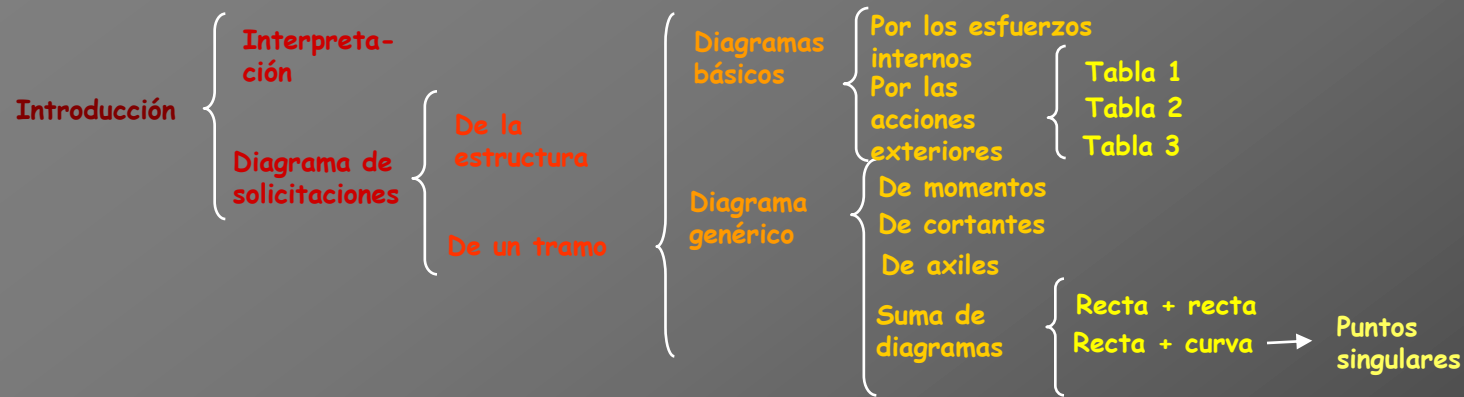 Introducción
Interpreta-
ción
Diagrama de
solicitaciones
De la
estructura
De un tramo
Diagramas
básicos
Por los esfuerzos
internos
Por las
acciones
exteriores
Tabla 1
Tabla 2
Tabla 3
Diagrama
genérico
De momentos
De cortantes
De axiles
Suma de
diagramas
Recta + recta
Recta + curva
Puntos
singulares